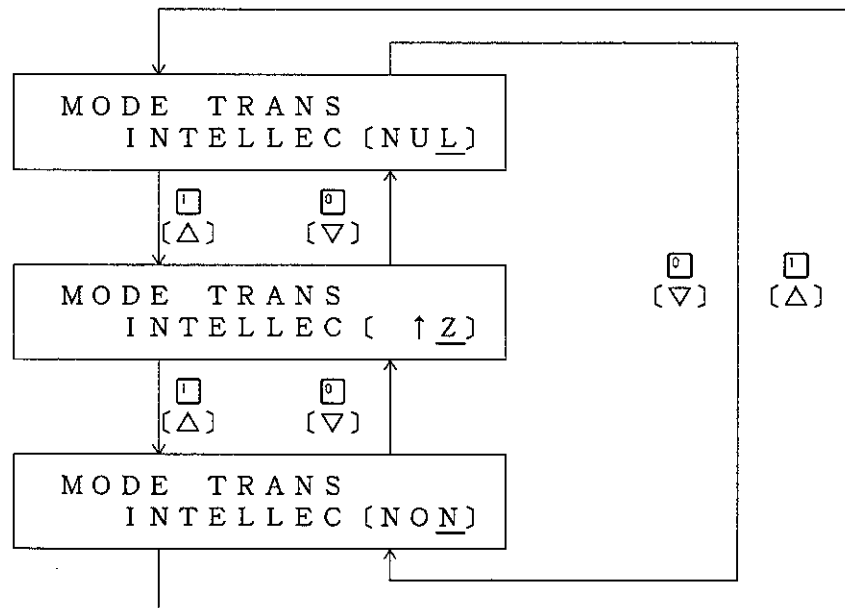 MODE TRANS
INTELLEC [NUL]
1 0
[△] [▽]
MODE TRANS
INTELLEC [ ↑Z]
0 1
[▽] [△]
1 0
[△] [▽]
MODE TRANS
INTELLEC [NON]